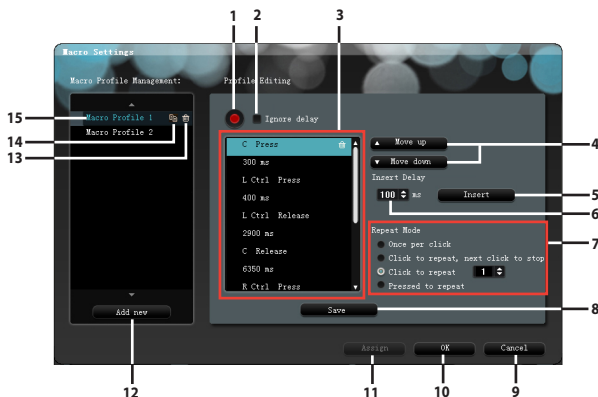 1 2 3
Macro Settings
Macro Profile Management: Profile Editing
Ignore delay
15 Macro Profile 1
14 Macro Profile 2
13
C Press
300 ms
L Ctrl Press
400 ms
L Ctrl Release
2900 ms
C Release
6350 ms
R Ctrl Press
Move up 4
Move down
Insert Delay
100 ms Insert 5
6
Repeat Mode 7
Once per click
Click to repeat, next click to stop
Click to repeat 1
Pressed to repeat
Add new Save 8
Assign OK Cancel
12 11 10 9